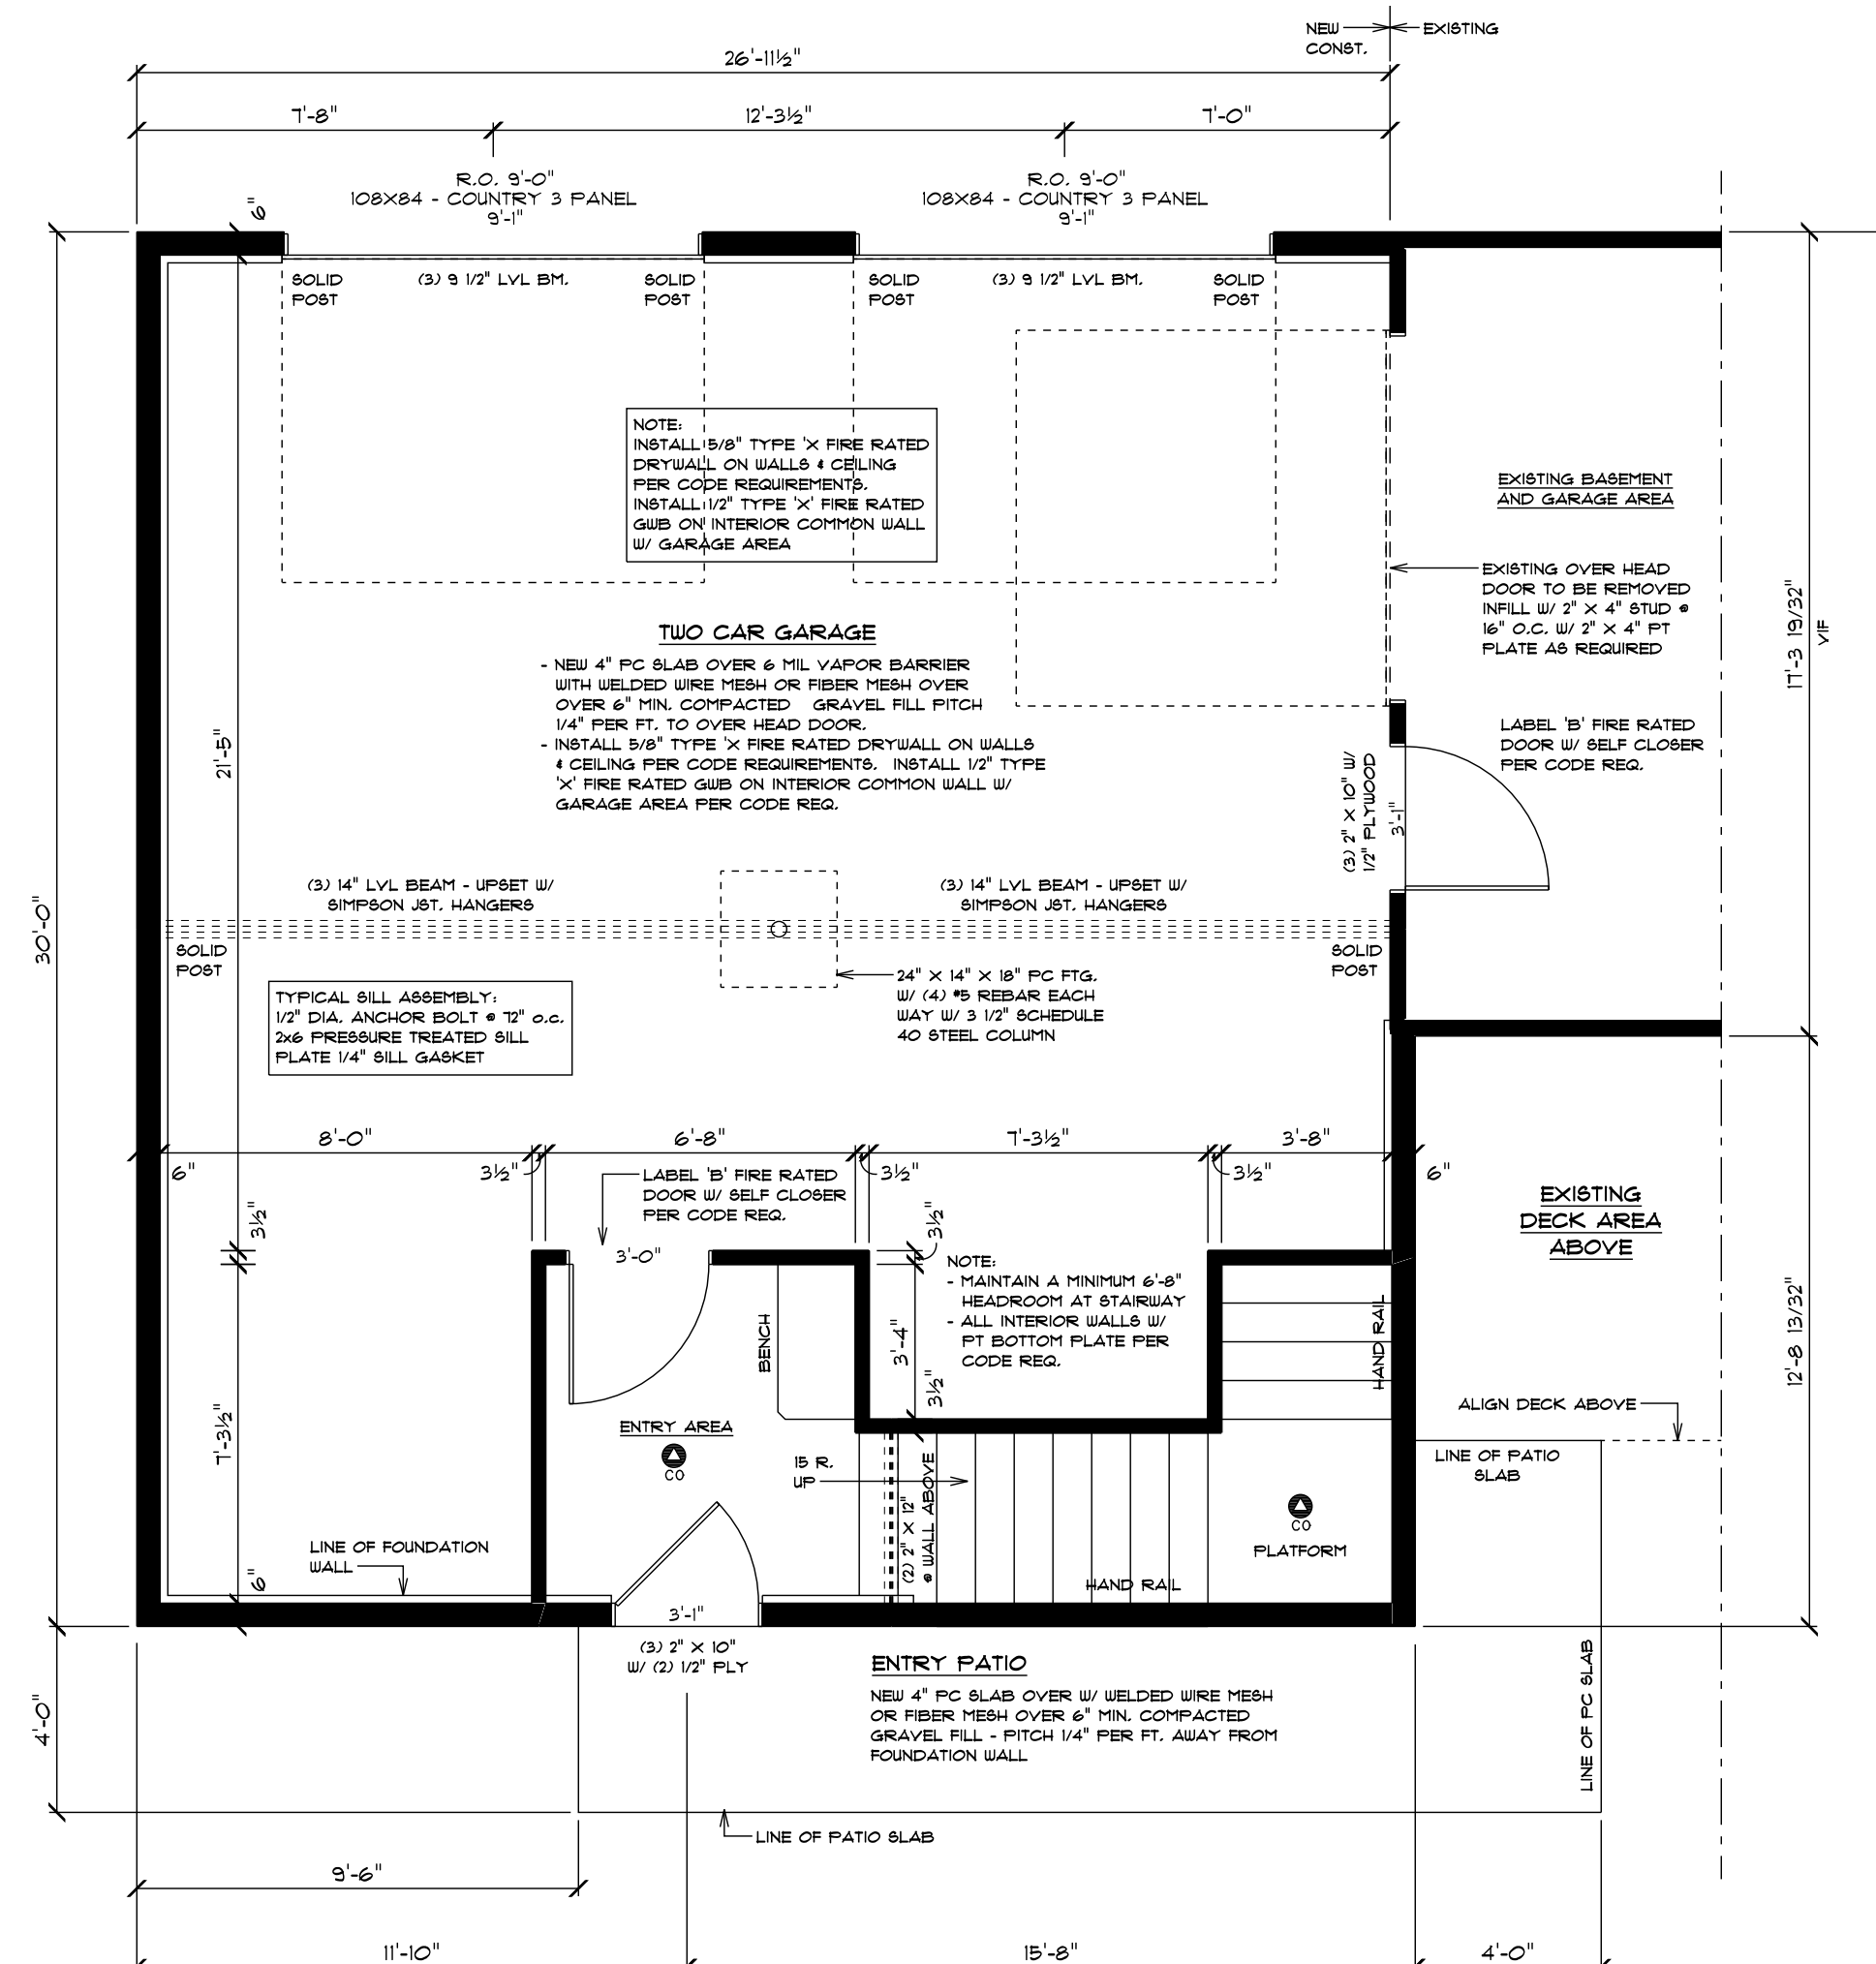 NEW
CONST.
EXISTING
26'-11½"
7'-8"
12'-3½"
7'-0"
R.O. 9'-0"
108X84 - COUNTRY 3 PANEL
9'-1"
R.O. 9'-0"
108X84 - COUNTRY 3 PANEL
9'-1"
6"
SOLID
POST
(3) 9 1/2" LVL BM.
SOLID
POST
SOLID
POST
(3) 9 1/2" LVL BM.
SOLID
POST
NOTE:
INSTALL 5/8" TYPE 'X FIRE RATED
DRYWALL ON WALLS & CEILING
PER CODE REQUIREMENTS.
INSTALL 1/2" TYPE 'X' FIRE RATED
GWB ON INTERIOR COMMON WALL
W/ GARAGE AREA
EXISTING BASEMENT
AND GARAGE AREA
EXISTING OVER HEAD
DOOR TO BE REMOVED
INFILL W/ 2" X 4" STUD @
16" O.C. W/ 2" X 4" PT
PLATE AS REQUIRED
17'-3 19/32"
VIF
TWO CAR GARAGE
- NEW 4" PC SLAB OVER 6 MIL VAPOR BARRIER
WITH WELDED WIRE MESH OR FIBER MESH OVER
OVER 6" MIN. COMPACTED GRAVEL FILL PITCH
1/4" PER FT. TO OVER HEAD DOOR.
- INSTALL 5/8" TYPE 'X FIRE RATED DRYWALL ON WALLS
& CEILING PER CODE REQUIREMENTS. INSTALL 1/2" TYPE
'X' FIRE RATED GWB ON INTERIOR COMMON WALL W/
GARAGE AREA PER CODE REQ.
LABEL 'B' FIRE RATED
DOOR W/ SELF CLOSER
PER CODE REQ.
21'-5"
(3) 2" X 10" W/
1/2" PLYWOOD
3'-1"
30'-0"
(3) 14" LVL BEAM - UPSET W/
SIMPSON JST. HANGERS
(3) 14" LVL BEAM - UPSET W/
SIMPSON JST. HANGERS
SOLID
POST
SOLID
POST
24" X 14" X 18" PC FTG.
W/ (4) #5 REBAR EACH
WAY W/ 3 1/2" SCHEDULE
40 STEEL COLUMN
TYPICAL SILL ASSEMBLY:
1/2" DIA. ANCHOR BOLT @ 72" o.c.
2x6 PRESSURE TREATED SILL
PLATE 1/4" SILL GASKET
8'-0"
6'-8"
7'-3½"
3'-8"
6"
3½"
3½"
3½"
6"
LABEL 'B' FIRE RATED
DOOR W/ SELF CLOSER
PER CODE REQ.
EXISTING
DECK AREA
ABOVE
3½"
3½"
3'-0"
NOTE:
- MAINTAIN A MINIMUM 6'-8"
HEADROOM AT STAIRWAY
- ALL INTERIOR WALLS W/
PT BOTTOM PLATE PER
CODE REQ.
BENCH
3'-4"
3½"
HAND RAIL
12'-8 13/32"
7'-3½"
ENTRY AREA
CO
ALIGN DECK ABOVE
LINE OF PATIO
SLAB
15 R.
UP
(2) 2" X 12"
@ WALL ABOVE
CO
PLATFORM
LINE OF FOUNDATION
WALL
6"
HAND RAIL
3'-1"
(3) 2" X 10"
W/ (2) 1/2" PLY
ENTRY PATIO
NEW 4" PC SLAB OVER W/ WELDED WIRE MESH
OR FIBER MESH OVER 6" MIN. COMPACTED
GRAVEL FILL - PITCH 1/4" PER FT. AWAY FROM
FOUNDATION WALL
LINE OF PC SLAB
4'-0"
LINE OF PATIO SLAB
9'-6"
11'-10"
15'-8"
4'-0"